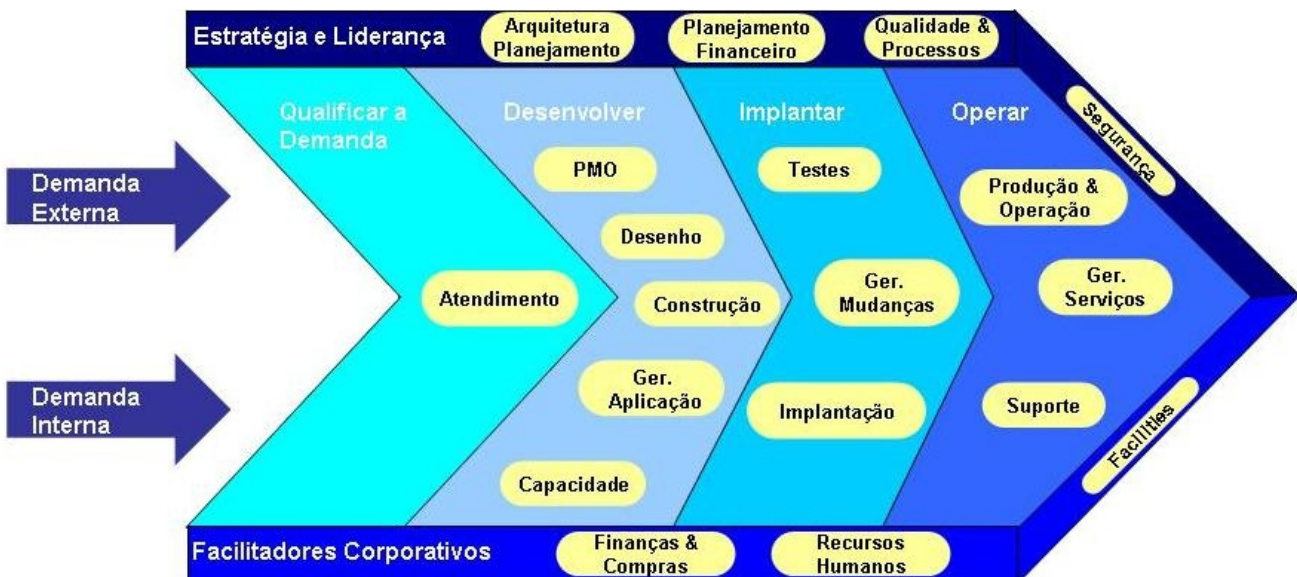 Estratégia e Liderança
Arquitetura
Planejamento
Planejamento
Financeiro
Qualidade &
Processos
Segurança
Qualificar a
Demanda
Desenvolver
Implantar
Operar
Demanda
Externa
Demanda
Interna
Atendimento
PMO
Desenho
Construção
Ger.
Aplicação
Capacidade
Testes
Ger.
Mudanças
Implantação
Produção &
Operação
Ger.
Serviços
Suporte
Facilities
Facilitadores Corporativos
Finanças &
Compras
Recursos
Humanos